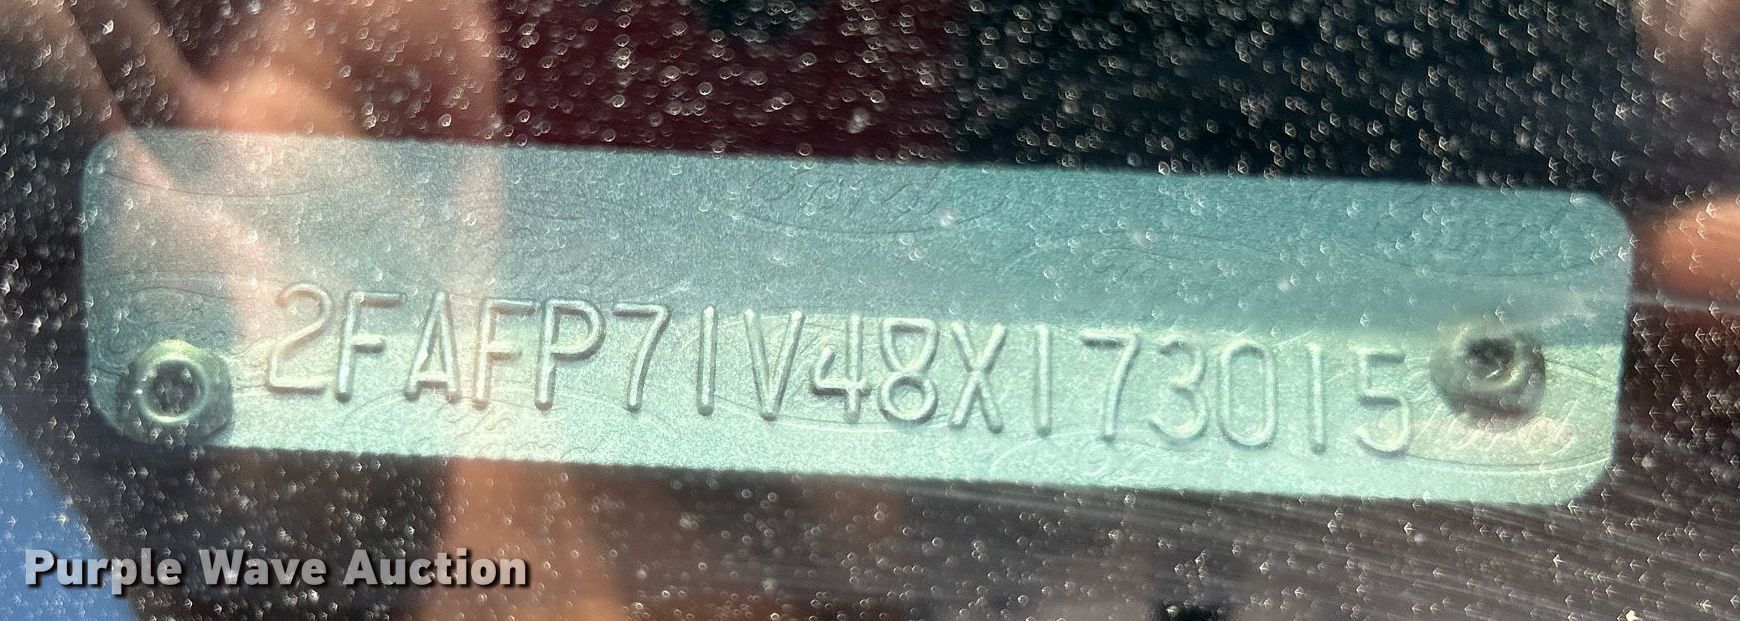 2FAFP71V48X173015
Purple Wave Auction